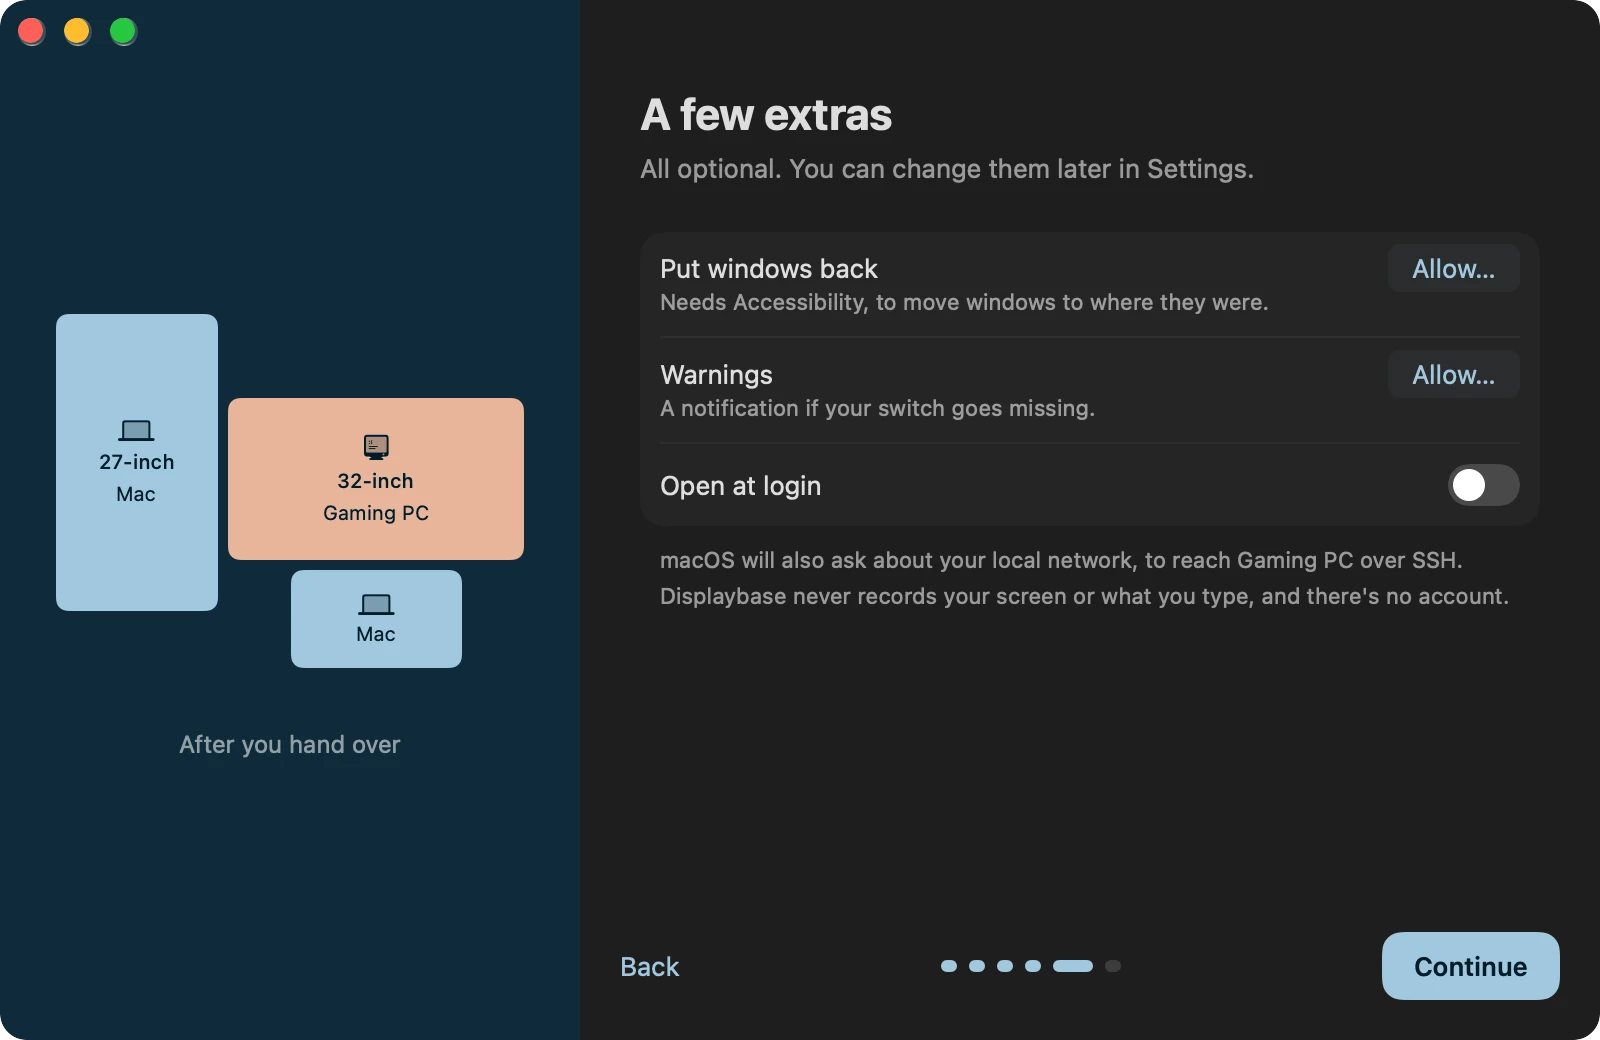 27-inch
Mac
32-inch
Gaming PC
Mac
After you hand over
A few extras
All optional. You can change them later in Settings.
Put windows back
Allow...
Needs Accessibility, to move windows to where they were.
Warnings
Allow...
A notification if your switch goes missing.
Open at login
macOS will also ask about your local network, to reach Gaming PC over SSH.
Displaybase never records your screen or what you type, and there's no account.
Back
Continue